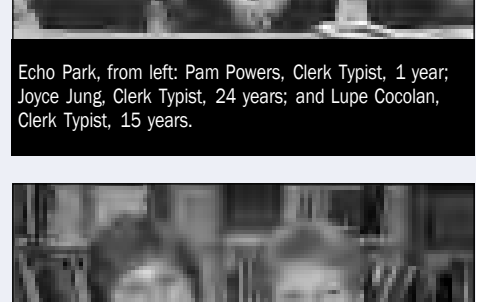 Echo Park, from left: Pam Powers, Clerk Typist, 1 year;
Joyce Jung, Clerk Typist, 24 years; and Lupe Cocolan,
Clerk Typist, 15 years.